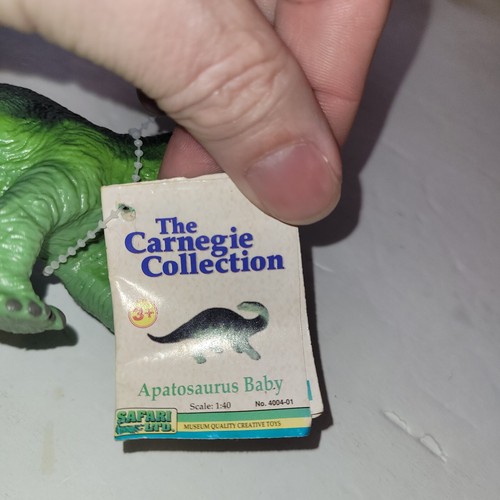 The
Carnegie
Collection
3+
Apatosaurus Baby
Scale: 1:40 No. 4004-01
SAFARI
LTD. MUSEUM QUALITY CREATIVE TOYS